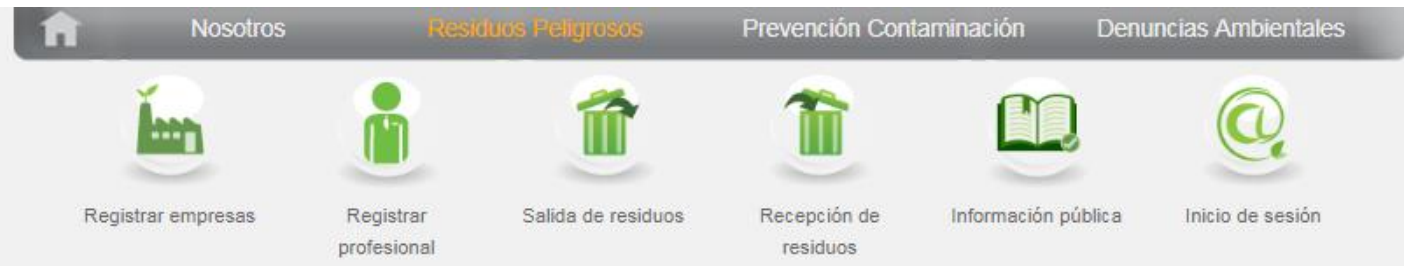 Nosotros Residuos Peligrosos Prevención Contaminación Denuncias Ambientales
Registrar empresas
Registrar
profesional
Salida de residuos
Recepción de
residuos
Información pública
Inicio de sesión